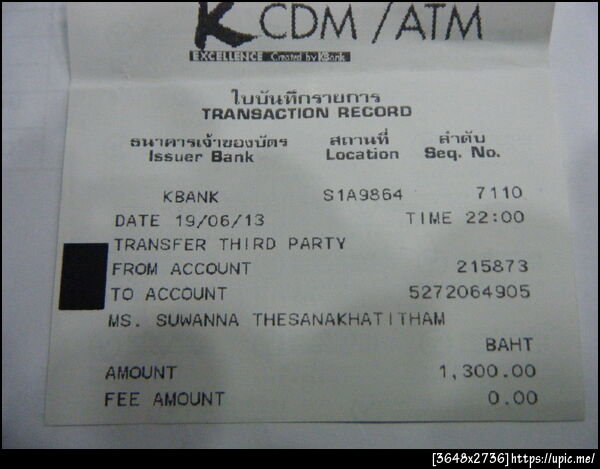 K CDM / ATM
EXCELLENCE Created by KBank
ใบบันทึกรายการ
TRANSACTION RECORD
ธนาคารเจ้าของบัตร สถานที่ ลำดับ
Issuer Bank Location Seq. No.
KBANK S1A9864 7110
DATE 19/06/13 TIME 22:00
TRANSFER THIRD PARTY
FROM ACCOUNT 215873
TO ACCOUNT 5272064905
MS. SUWANNA THESANAKHATITHAM
BAHT
AMOUNT 1,300.00
FEE AMOUNT 0.00
[3648x2736]https://upic.me/